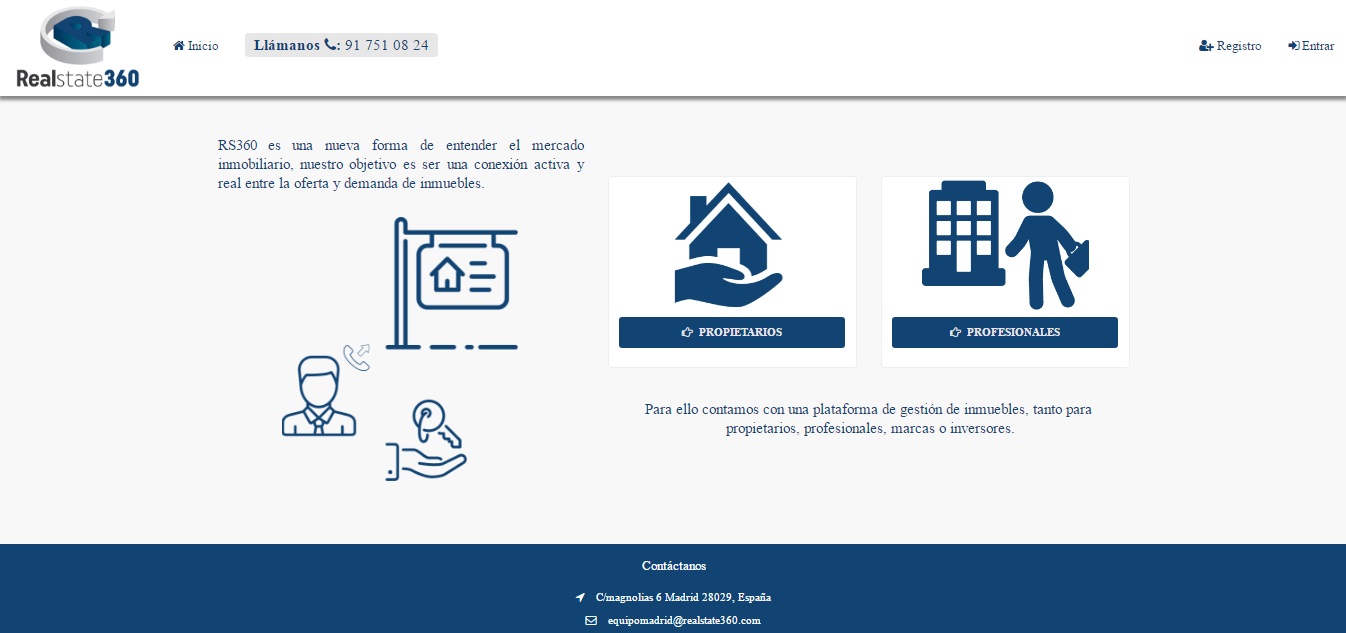 Realstate360
Inicio
Llámanos : 91 751 08 24
Registro
Entrar
RS360 es una nueva forma de entender el mercado
inmobiliario, nuestro objetivo es ser una conexión activa y
real entre la oferta y demanda de inmuebles.
PROPIETARIOS
PROFESIONALES
Para ello contamos con una plataforma de gestión de inmuebles, tanto para
propietarios, profesionales, marcas o inversores.
Contáctanos
C/magnolias 6 Madrid 28029, España
equipomadrid@realstate360.com